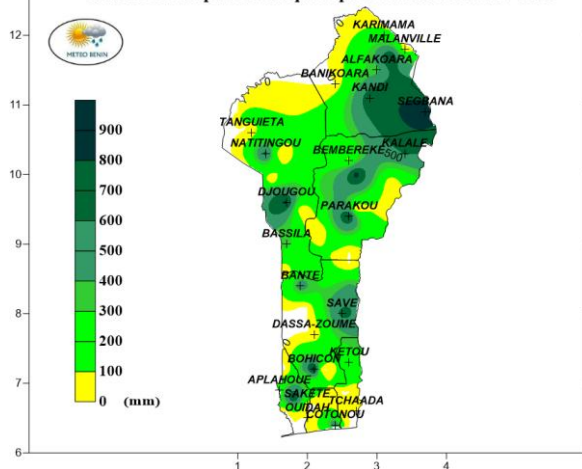 12
11
10
9
8
7
6
METEO BENIN
900
800
700
600
500
400
300
200
100
0 (mm)
KARIMAMA
MALANVILLE
ALFAKOARA
BANIKOARA
KANDI
SEGBANA
TANGUIETA
NATITINGOU
KALALE
BEMBEREKE
500
DJOUGOU
PARAKOU
BASSILA
BANTE
SAVE
DASSA-ZOUME
KETOU
BOHICON
APLAHOUE
SAKETE
TCHAADA
OUIDAH
COTONOU
0
0
1
2
3
4